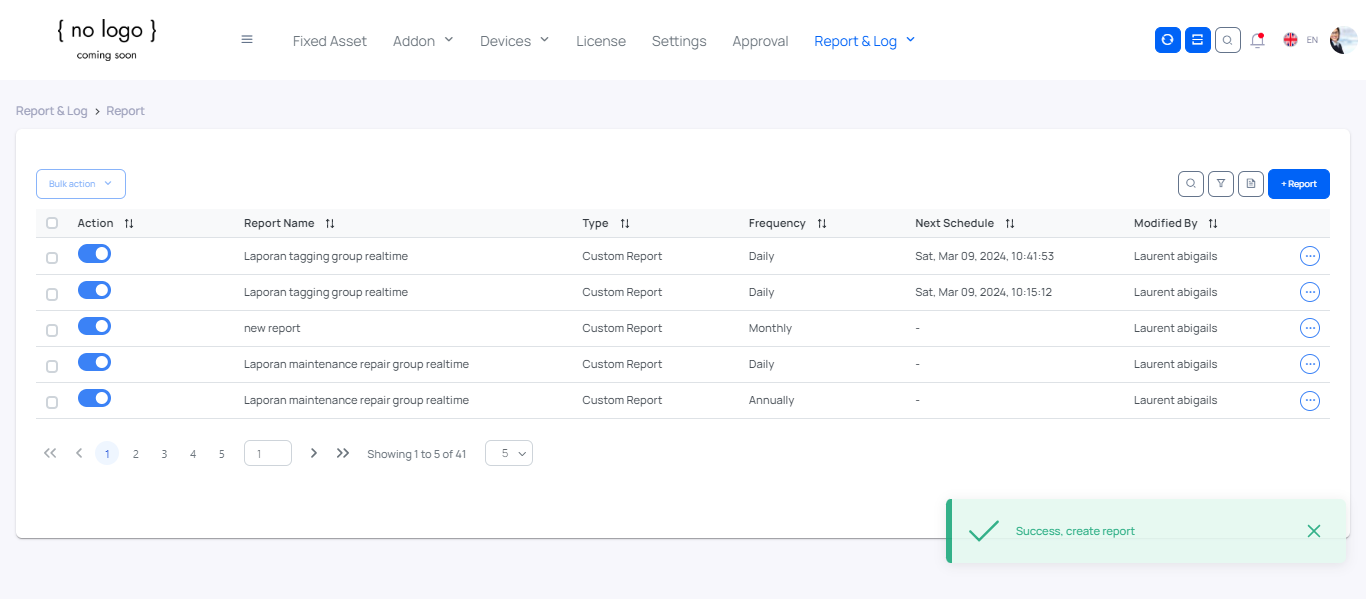 { no logo }
coming soon
Fixed Asset Addon Devices License Settings Approval Report & Log EN
Report & Log > Report
Bulk action + Report
Action Report Name Type Frequency Next Schedule Modified By
Laporan tagging group realtime Custom Report Daily Sat, Mar 09, 2024, 10:41:53 Laurent abigails
Laporan tagging group realtime Custom Report Daily Sat, Mar 09, 2024, 10:15:12 Laurent abigails
new report Custom Report Monthly - Laurent abigails
Laporan maintenance repair group realtime Custom Report Daily - Laurent abigails
Laporan maintenance repair group realtime Custom Report Annually - Laurent abigails
1 2 3 4 5 1 Showing 1 to 5 of 41 5
Success, create report